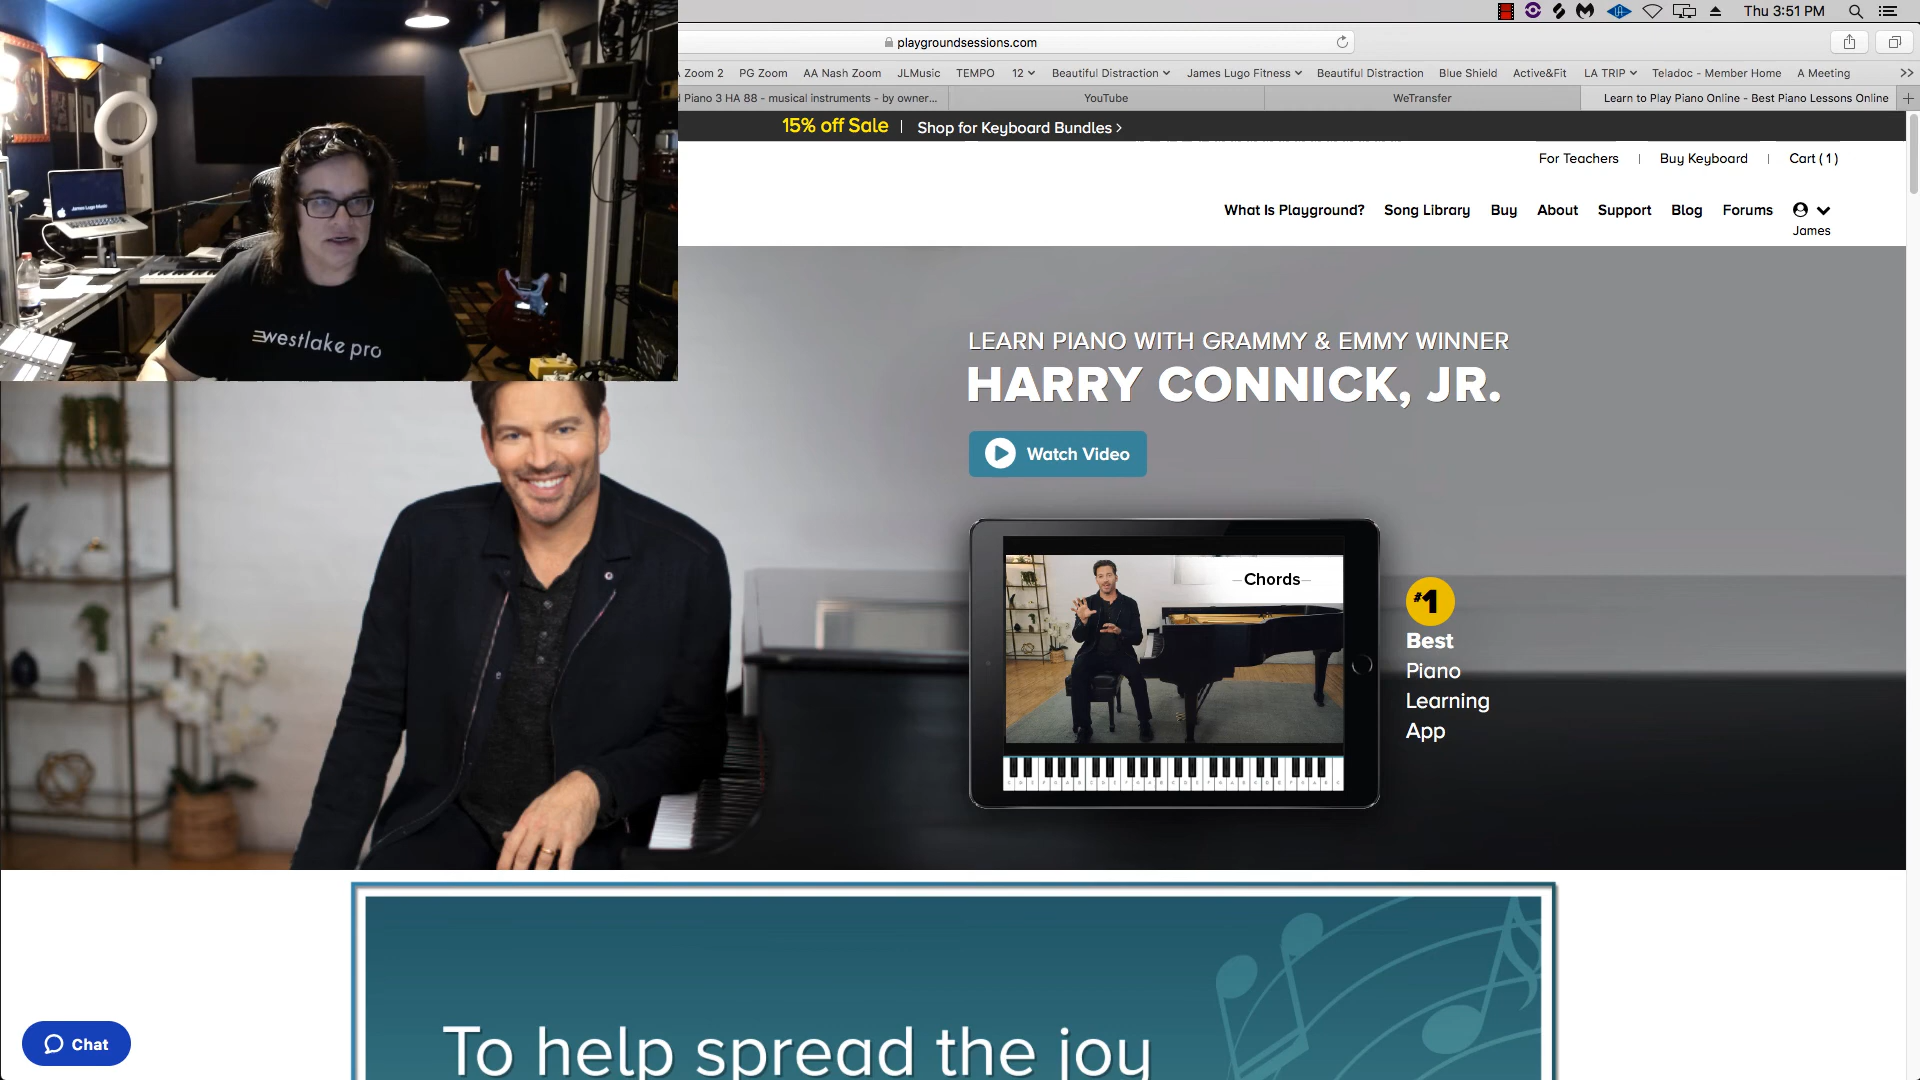 Thu 3:51 PM
playgroundsessions.com
Zoom 2
PG Zoom
AA Nash Zoom
JLMusic
TEMPO
12
Beautiful Distraction
James Lugo Fitness
Beautiful Distraction
Blue Shield
Active&Fit
LA TRIP
Teladoc - Member Home
A Meeting
Piano 3 HA 88 - musical instruments - by owner...
YouTube
WeTransfer
Learn to Play Piano Online - Best Piano Lessons Online
15% off Sale | Shop for Keyboard Bundles >
For Teachers | Buy Keyboard | Cart ( 1 )
What Is Playground? Song Library Buy About Support Blog Forums
James
James Lugo Music
westlake pro
LEARN PIANO WITH GRAMMY & EMMY WINNER
HARRY CONNICK, JR.
Watch Video
Chords
#1
Best
Piano
Learning
App
To help spread the joy
Chat